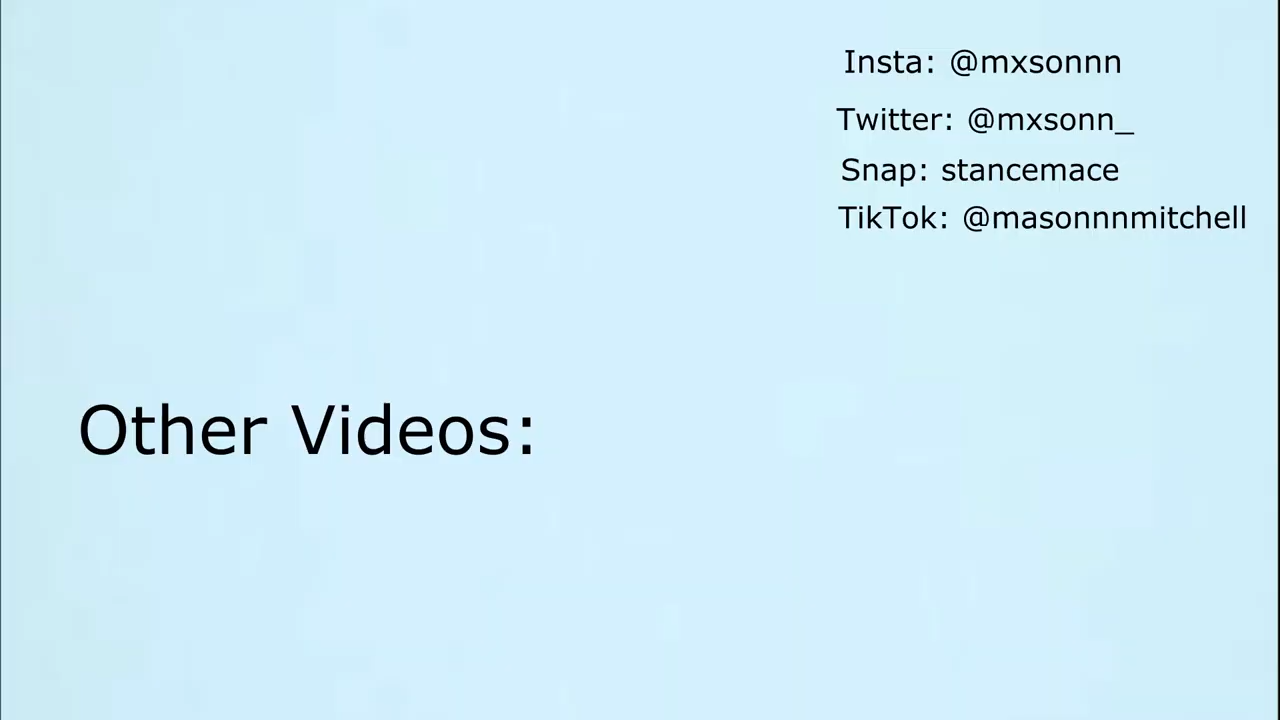 Insta: @mxsonnn
Twitter: @mxsonn_
Snap: stancemace
TikTok: @masonnnmitchell
Other Videos: